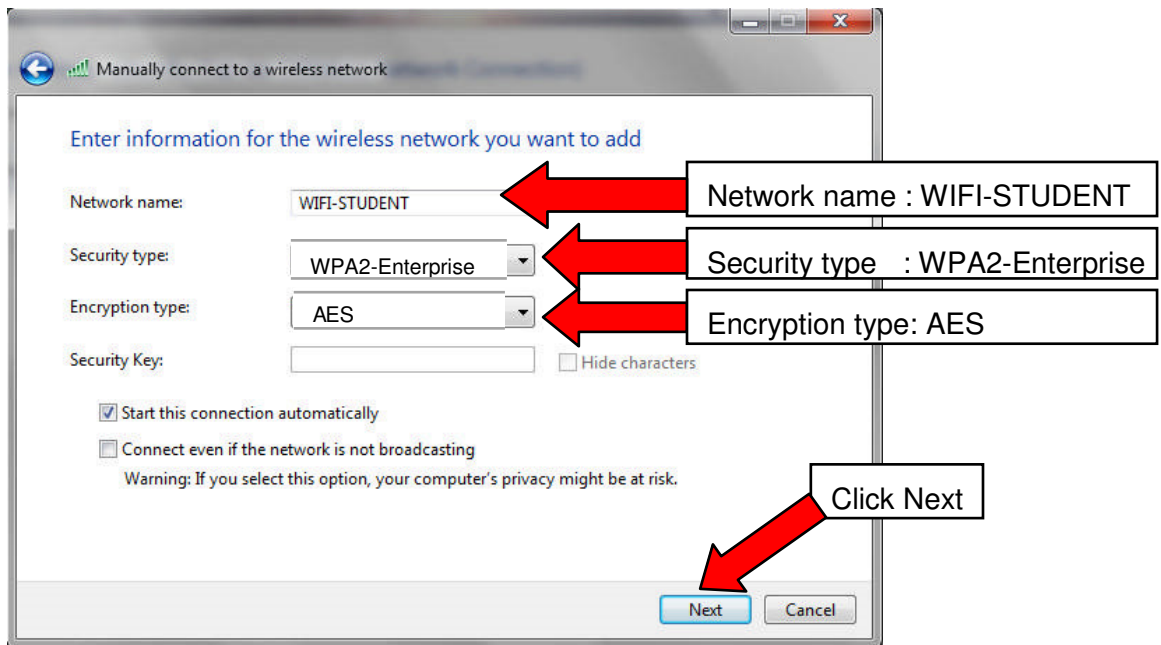 Manually connect to a wireless network
Enter information for the wireless network you want to add
Network name: WIFI-STUDENT
Network name : WIFI-STUDENT
Security type: WPA2-Enterprise
Security type : WPA2-Enterprise
Encryption type: AES
Encryption type: AES
Security Key: Hide characters
Start this connection automatically
Connect even if the network is not broadcasting
Warning: If you select this option, your computer's privacy might be at risk.
Click Next
Next Cancel